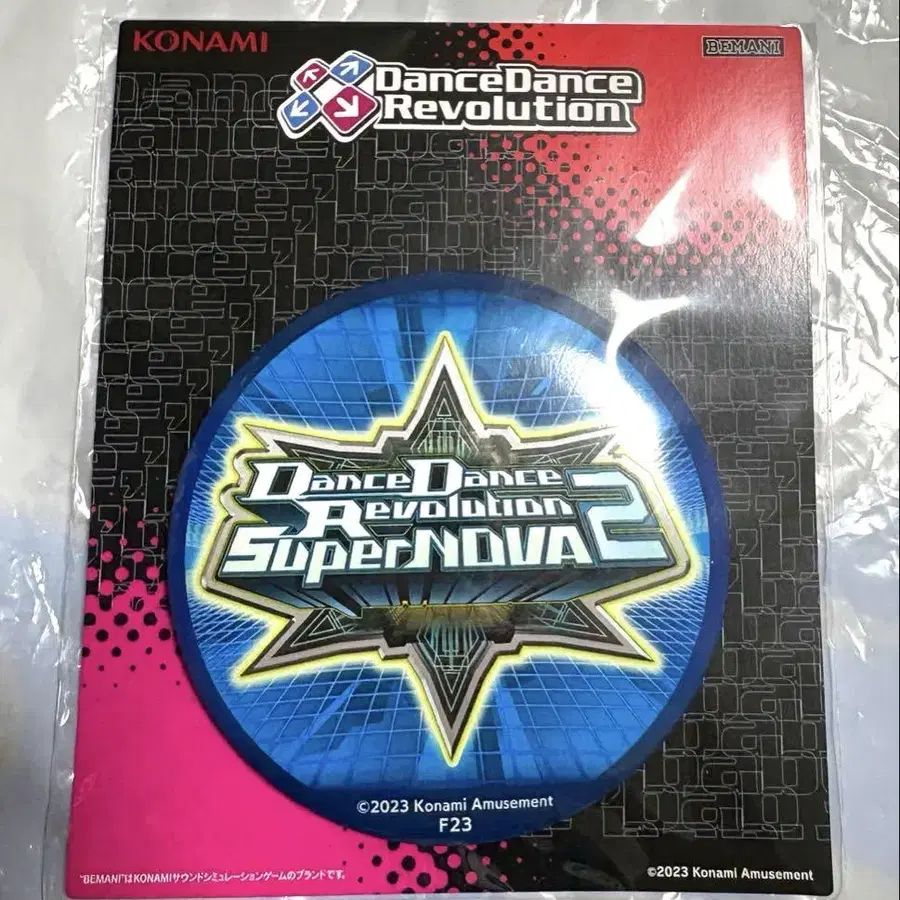 KONAMI
BEMANI
DanceDance
Revolution
DanceDance
Revolution
SuperNOVA2
©2023 Konami Amusement
F23
"BEMANI"はKONAMIサウンドシミュレーションゲームのブランドです。
©2023 Konami Amusement